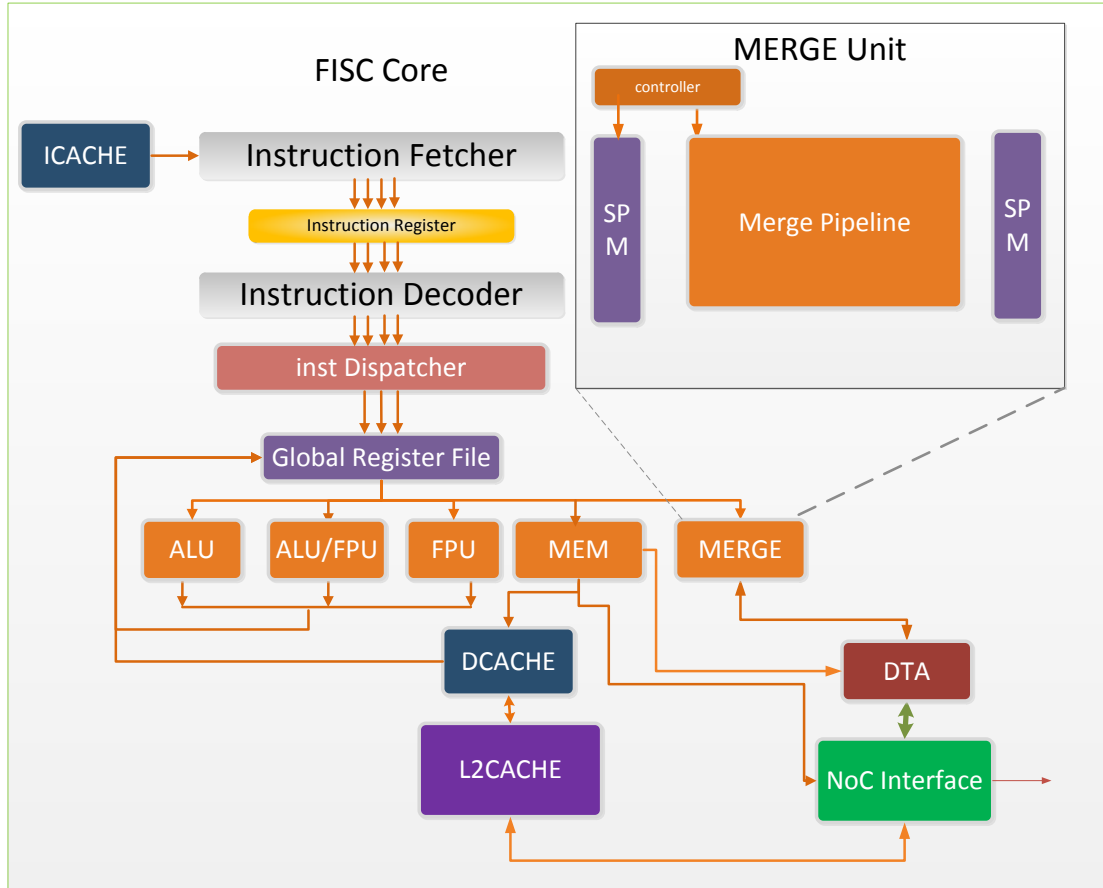 MERGE Unit
FISC Core
controller
ICACHE
Instruction Fetcher
SP
M
Merge Pipeline
SP
M
Instruction Register
Instruction Decoder
inst Dispatcher
Global Register File
ALU
ALU/FPU
FPU
MEM
MERGE
DCACHE
DTA
L2CACHE
NoC Interface